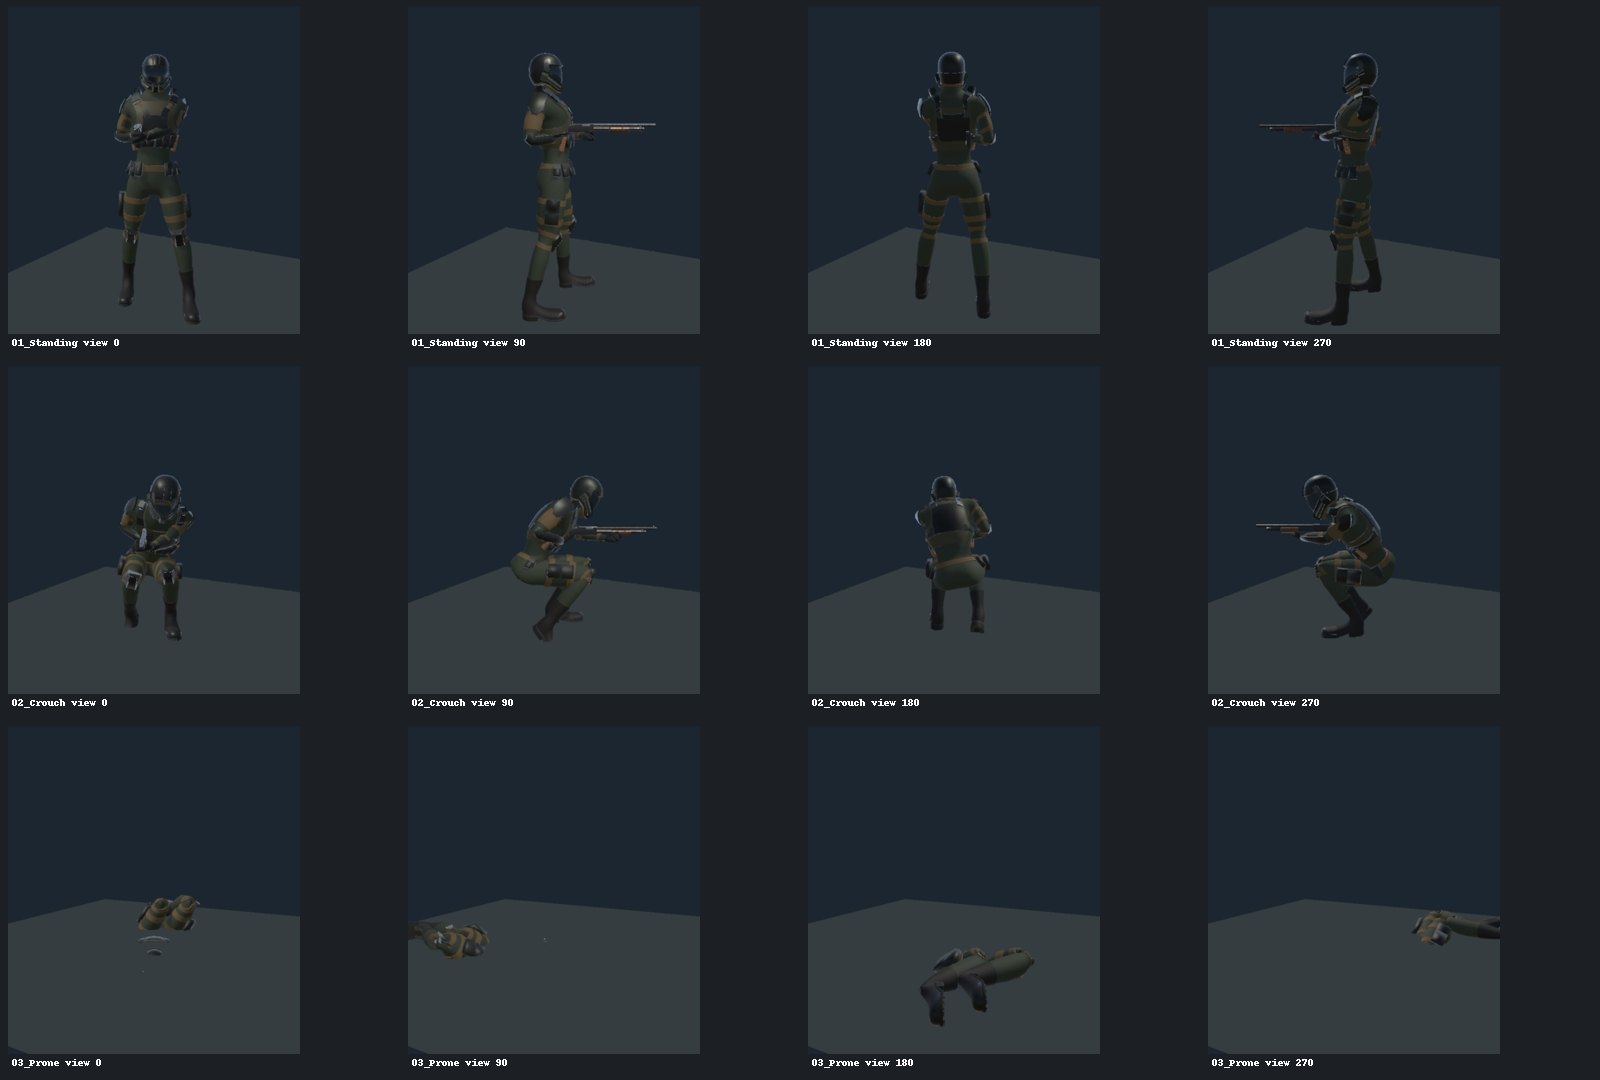 01_Standing view 0
01_Standing view 90
01_Standing view 180
01_Standing view 270
02_Crouch view 0
02_Crouch view 90
02_Crouch view 180
02_Crouch view 270
03_Prone view 0
03_Prone view 90
03_Prone view 180
03_Prone view 270